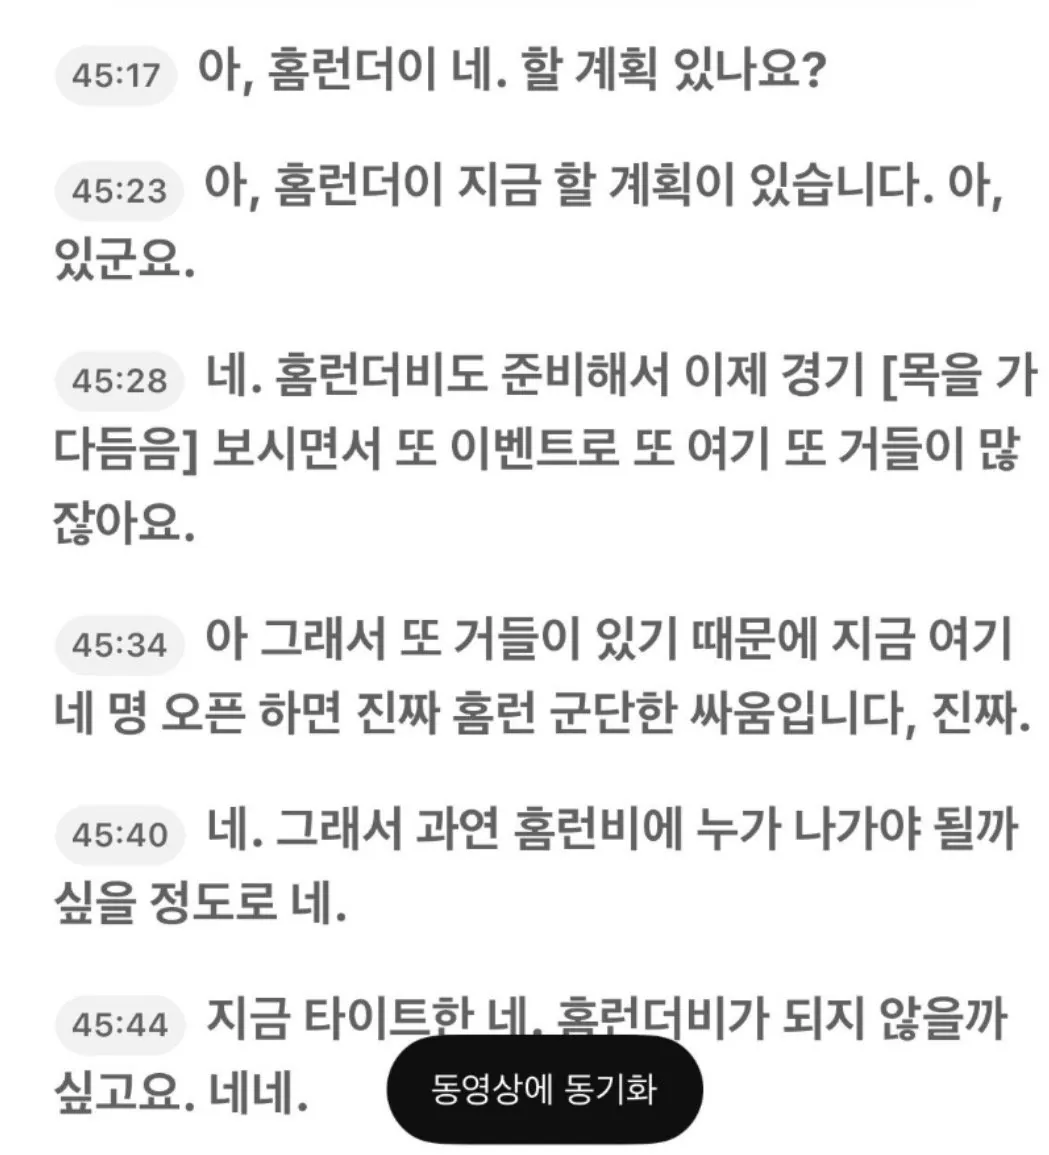 45:17 아, 홈런더이 네. 할 계획 있나요?
45:23 아, 홈런더이 지금 할 계획이 있습니다. 아,
있군요.
45:28 네. 홈런더비도 준비해서 이제 경기 [목을 가
다듬음] 보시면서 또 이벤트로 또 여기 또 거들이 많
잖아요.
45:34 아 그래서 또 거들이 있기 때문에 지금 여기
네 명 오픈 하면 진짜 홈런 군단한 싸움입니다, 진짜.
45:40 네. 그래서 과연 홈런비에 누가 나가야 될까
싶을 정도로 네.
45:44 지금 타이트한 네. 홈런더비가 되지 않을까
싶고요. 네네.
동영상에 동기화